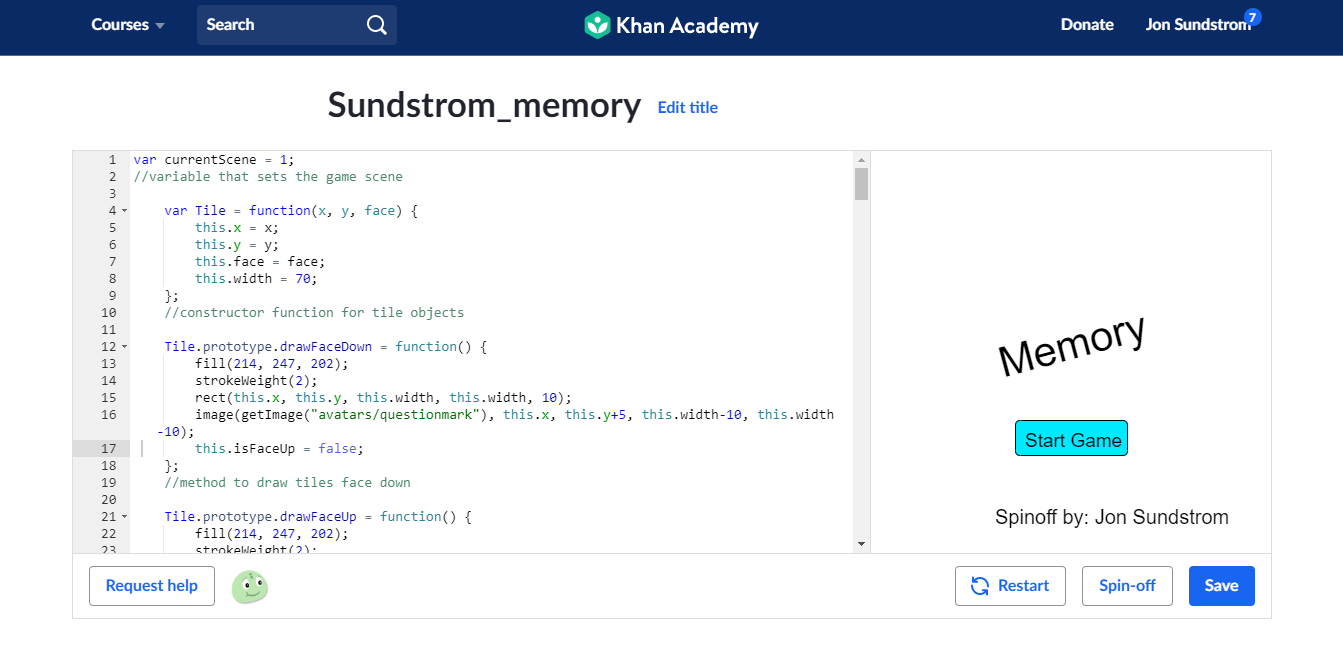 Courses Search Khan Academy Donate Jon Sundstrom 7
Sundstrom_memory Edit title
1 var currentScene = 1;
2 //variable that sets the game scene
3
4 var Tile = function(x, y, face) {
5 this.x = x;
6 this.y = y;
7 this.face = face;
8 this.width = 70;
9 };
10 //constructor function for tile objects
11
12 Tile.prototype.drawFaceDown = function() {
13 fill(214, 247, 202);
14 strokeWeight(2);
15 rect(this.x, this.y, this.width, this.width, 10);
16 image(getImage("avatars/questionmark"), this.x, this.y+5, this.width-10, this.width
-10);
17 this.isFaceUp = false;
18 };
19 //method to draw tiles face down
20
21 Tile.prototype.drawFaceUp = function() {
22 fill(214, 247, 202);
23 strokeWeight(2);
Memory
Start Game
Spinoff by: Jon Sundstrom
Request help Restart Spin-off Save